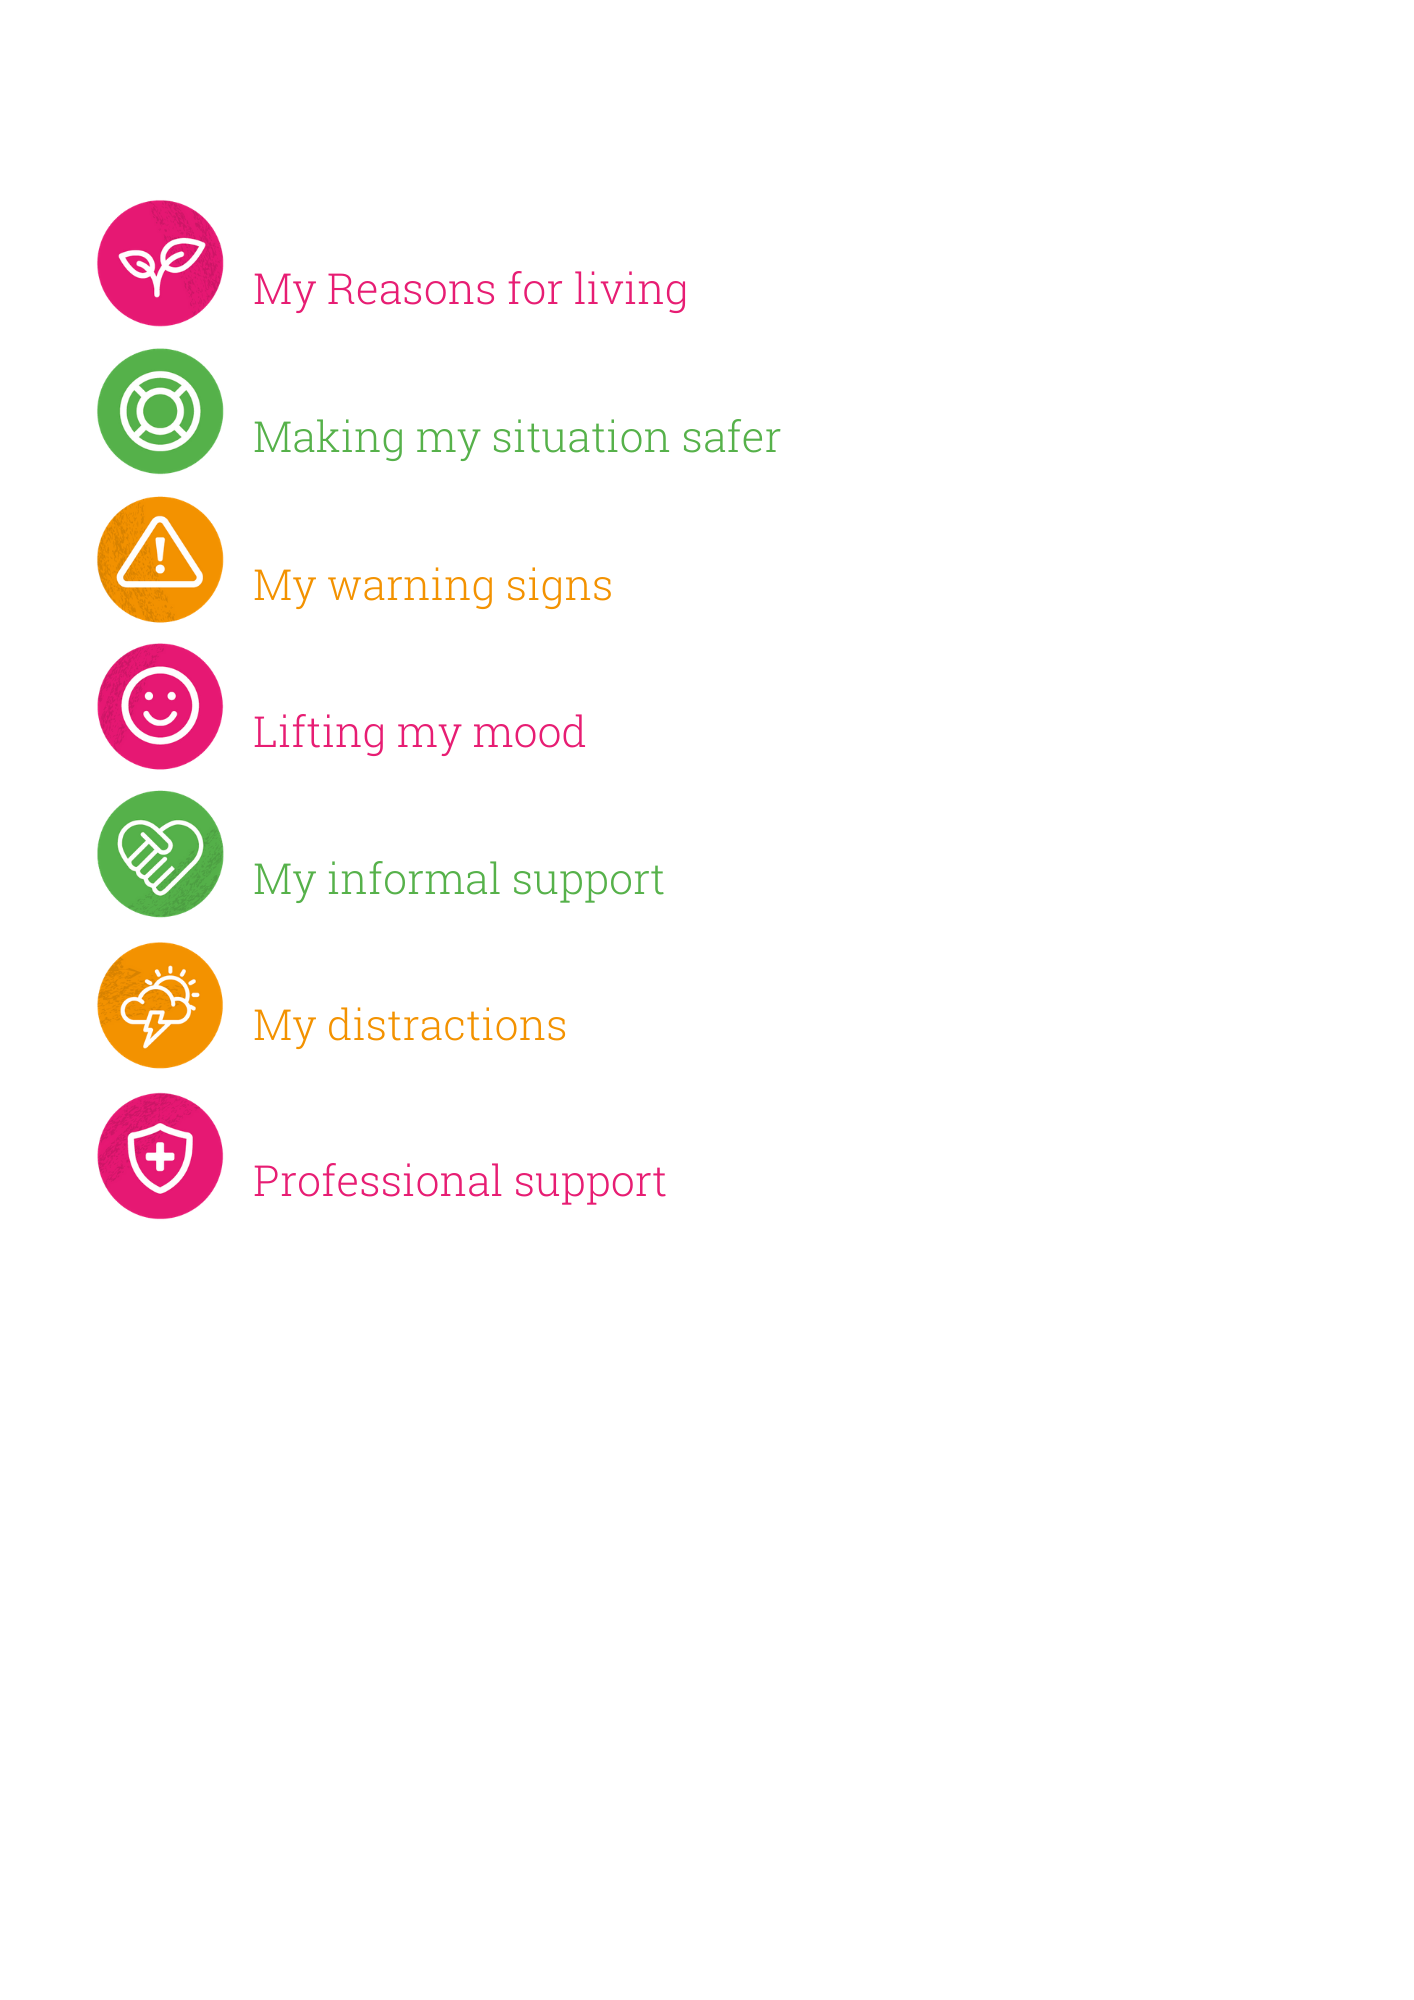 My Reasons for living
Making my situation safer
My warning signs
Lifting my mood
My informal support
My distractions
Professional support